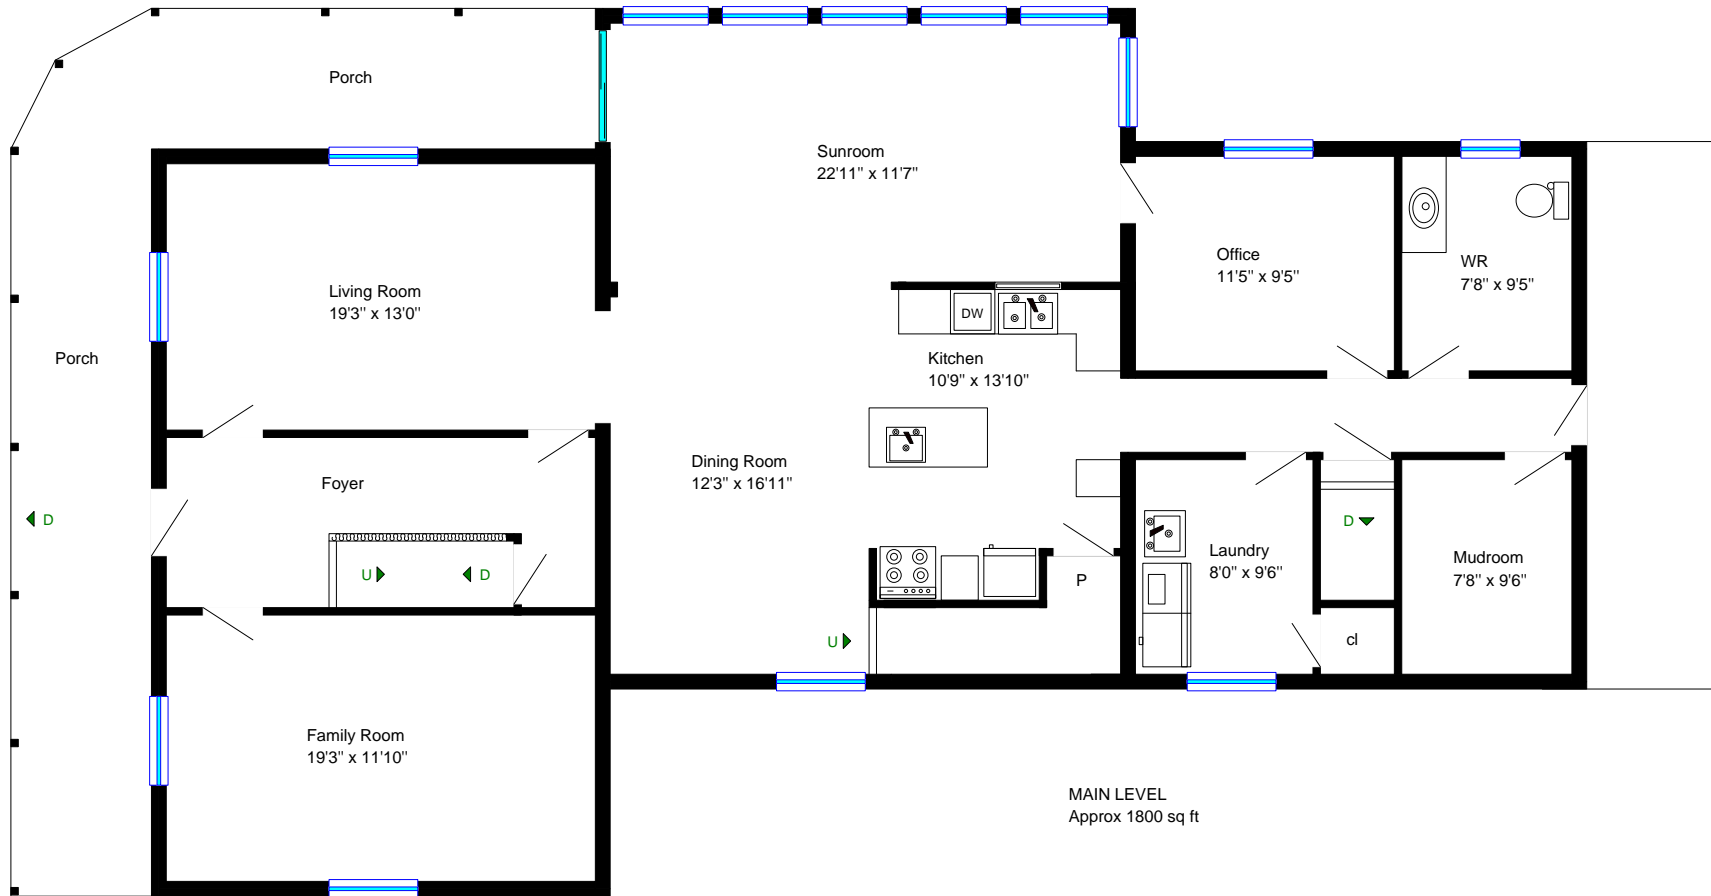 Porch
Sunroom
22'11" x 11'7"
Office
11'5" x 9'5"
WR
7'8" x 9'5"
Living Room
19'3" x 13'0"
DW
Porch
Kitchen
10'9" x 13'10"
Dining Room
12'3" x 16'11"
Foyer
D
D
Laundry
8'0" x 9'6"
Mudroom
7'8" x 9'6"
U
D
P
U
cl
Family Room
19'3" x 11'10"
MAIN LEVEL
Approx 1800 sq ft